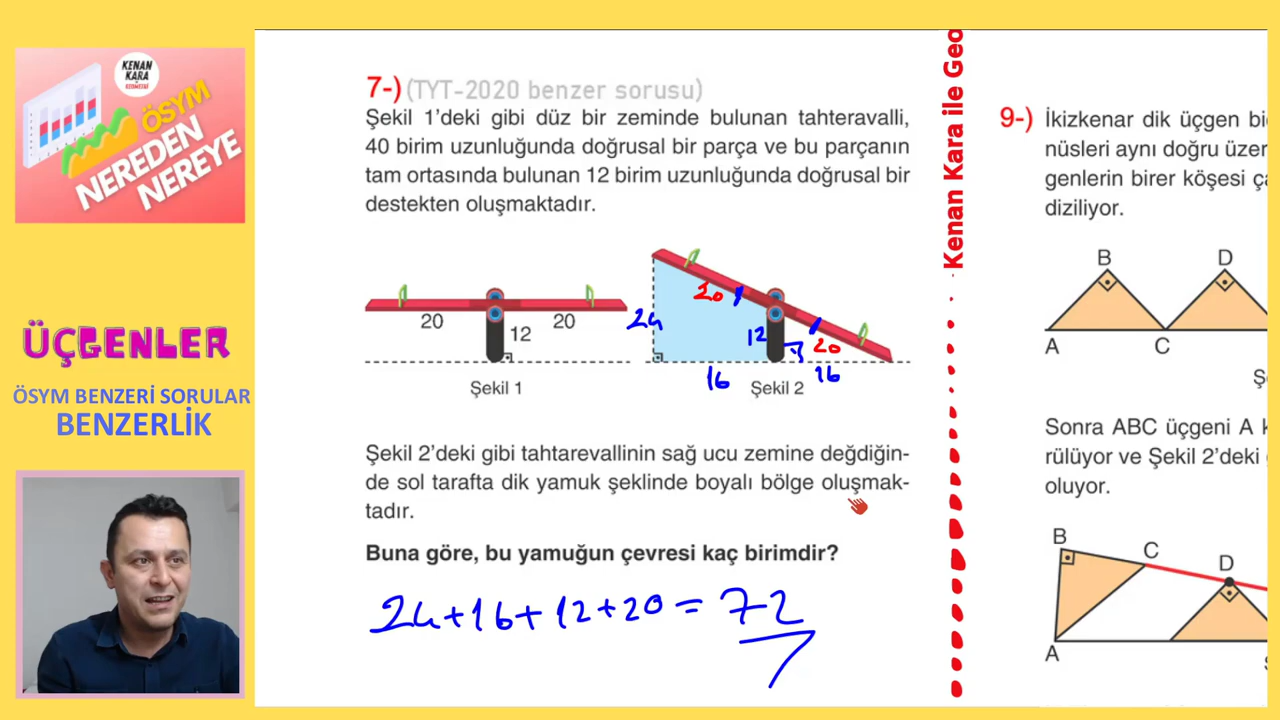 KENAN
KARA
ile
GEOMETRİ
ÖSYM
NEREDEN
NEREYE
ÜÇGENLER
ÖSYM BENZERİ SORULAR
BENZERLİK
7-) (TYT-2020 benzer sorusu)
Şekil 1'deki gibi düz bir zeminde bulunan tahteravalli,
40 birim uzunluğunda doğrusal bir parça ve bu parçanın
tam ortasında bulunan 12 birim uzunluğunda doğrusal bir
destekten oluşmaktadır.
20 20
12
Şekil 1
20
24
12
20
16 16
Şekil 2
Şekil 2'deki gibi tahtarevallinin sağ ucu zemine değdiğin-
de sol tarafta dik yamuk şeklinde boyalı bölge oluşmak-
tadır.
Buna göre, bu yamuğun çevresi kaç birimdir?
24+16+12+20=72
Kenan Kara ile Geo
9-) İkizkenar dik üçgen bi
nüsleri aynı doğru üzer
genlerin birer köşesi ça
diziliyor.
B D
A C
Ş
Sonra ABC üçgeni A k
rülüyor ve Şekil 2'deki
oluyor.
B
C
D
A